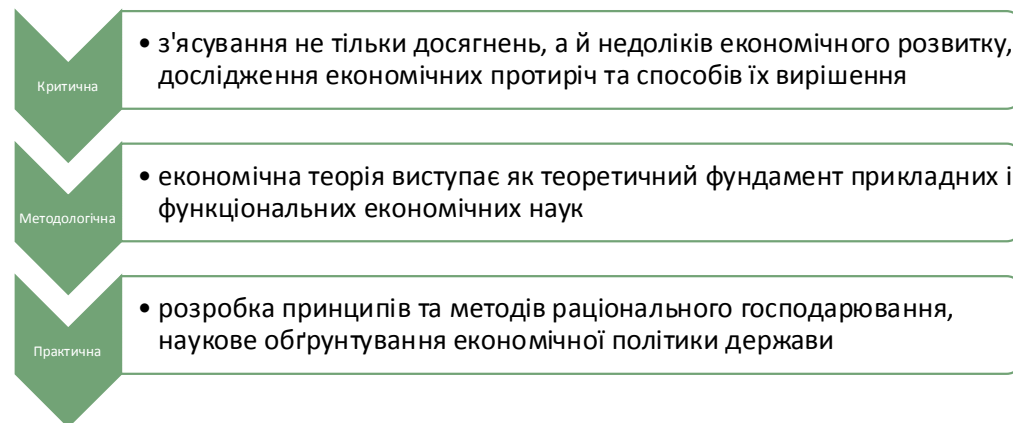 Критична
• з'ясування не тільки досягнень, а й недоліків економічного розвитку,
дослідження економічних протиріч та способів їх вирішення
Методологічна
• економічна теорія виступає як теоретичний фундамент прикладних і
функціональних економічних наук
Практична
• розробка принципів та методів раціонального господарювання,
наукове обґрунтування економічної політики держави